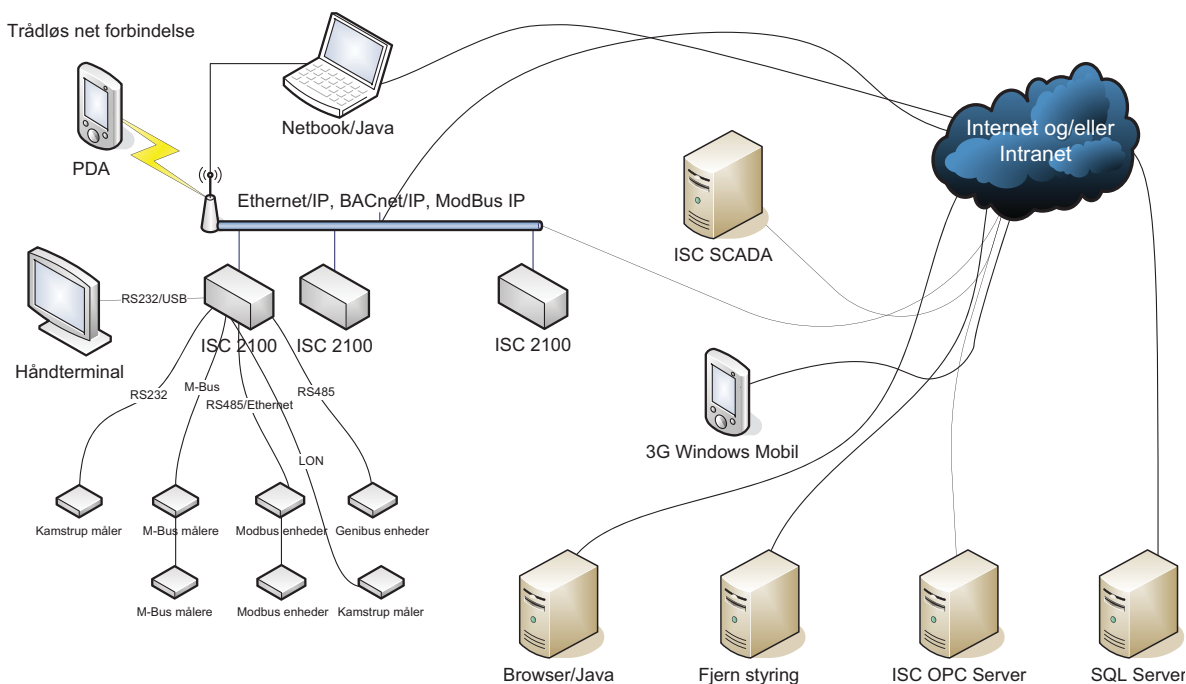 Trådløs net forbindelse
PDA
Netbook/Java
Internet og/eller
Intranet
Ethernet/IP, BACnet/IP, ModBus IP
ISC SCADA
RS232/USB
ISC 2100
ISC 2100
ISC 2100
Håndterminal
RS232
M-Bus
RS485/Ethernet
RS485
LON
3G Windows Mobil
Kamstrup måler
M-Bus målere
Modbus enheder
Genibus enheder
M-Bus målere
Modbus enheder
Kamstrup måler
Browser/Java
Fjern styring
ISC OPC Server
SQL Server